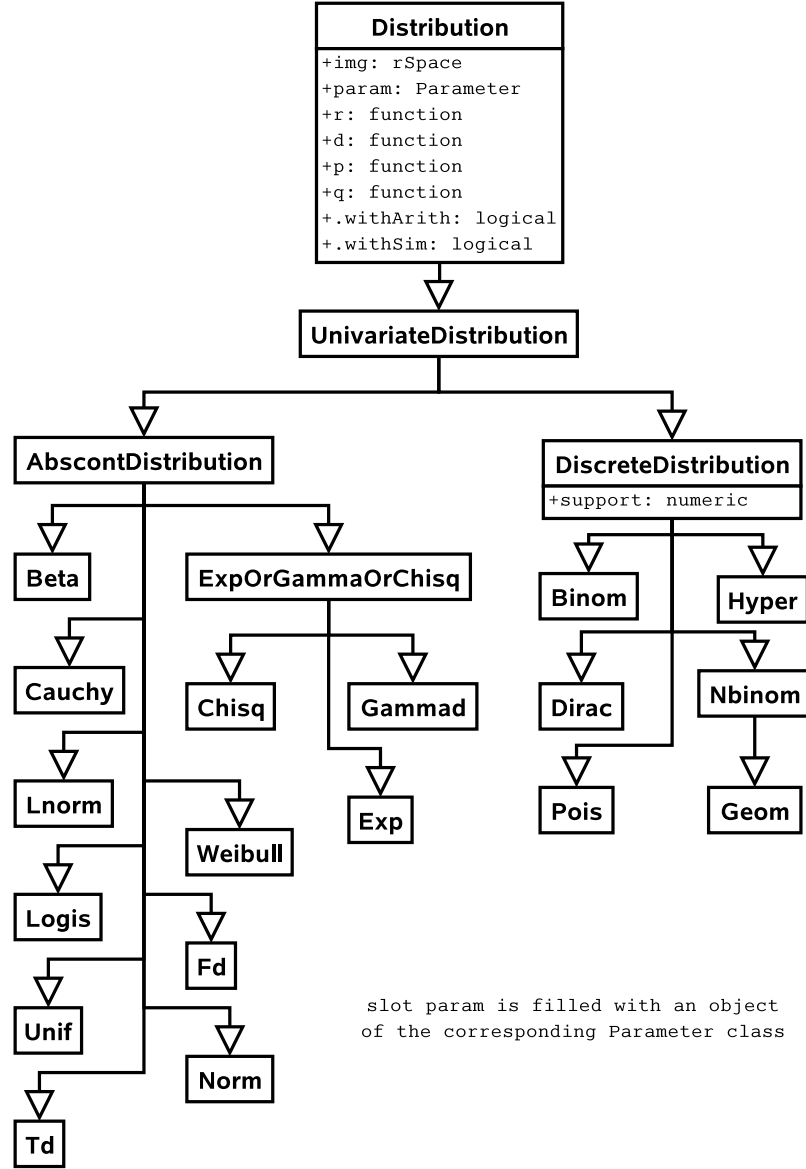 Distribution
+img: rSpace
+param: Parameter
+r: function
+d: function
+p: function
+q: function
+.withArith: logical
+.withSim: logical
UnivariateDistribution
AbscontDistribution
DiscreteDistribution
+support: numeric
Beta
ExpOrGammaOrChisq
Binom
Hyper
Cauchy
Chisq
Gammad
Dirac
Nbinom
Lnorm
Weibull
Exp
Pois
Geom
Logis
Fd
Unif
Norm
Td
slot param is filled with an object
of the corresponding Parameter class